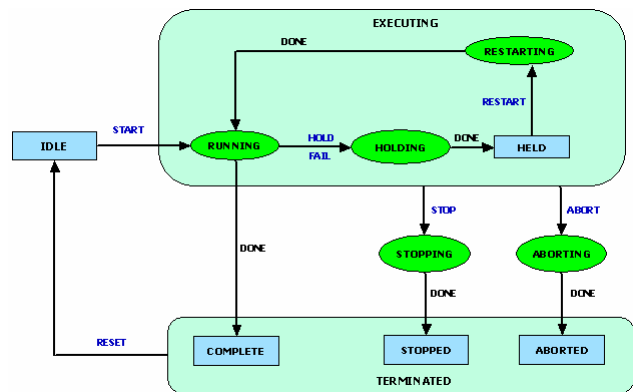 EXECUTING
DONE
RESTARTING
RESTART
START
HOLD
DONE
IDLE
RUNNING
FAIL
HOLDING
HELD
STOP
ABORT
DONE
STOPPING
ABORTING
DONE
DONE
RESET
COMPLETE
STOPPED
ABORTED
TERMINATED